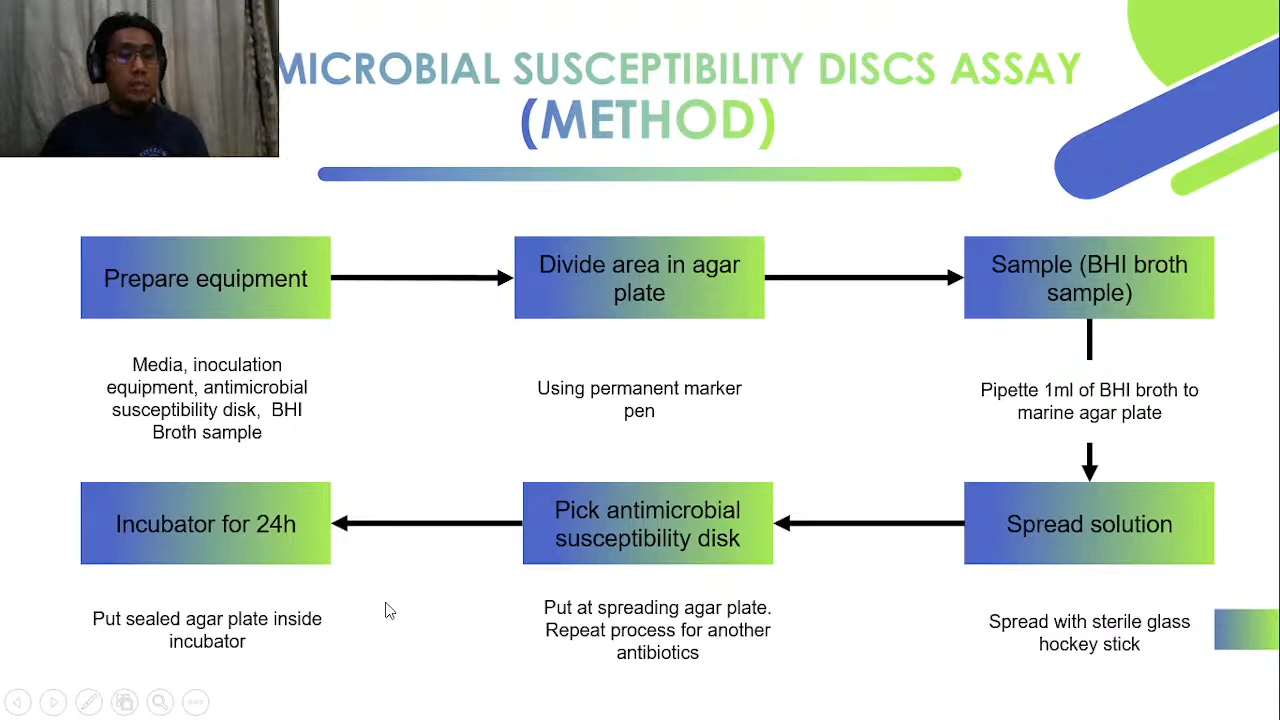 MICROBIAL SUSCEPTIBILITY DISCS ASSAY
(METHOD)
Prepare equipment
Media, inoculation
equipment, antimicrobial
susceptibility disk, BHI
Broth sample
Divide area in agar
plate
Using permanent marker
pen
Sample (BHI broth
sample)
Pipette 1ml of BHI broth to
marine agar plate
Spread solution
Spread with sterile glass
hockey stick
Pick antimicrobial
susceptibility disk
Put at spreading agar plate.
Repeat process for another
antibiotics
Incubator for 24h
Put sealed agar plate inside
incubator